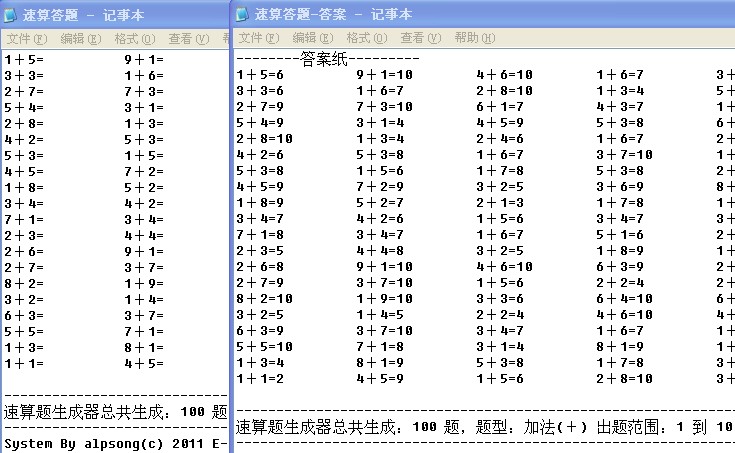 速算答题 - 记事本
文件(F) 编辑(E) 格式(O) 查看(V)
1＋5= 9＋1=
3＋3= 1＋6=
2＋7= 7＋3=
5＋4= 3＋1=
2＋8= 1＋3=
4＋2= 5＋3=
5＋3= 1＋5=
4＋5= 7＋2=
1＋8= 5＋2=
3＋4= 4＋2=
7＋1= 3＋4=
2＋3= 4＋4=
2＋6= 9＋1=
2＋7= 3＋7=
8＋2= 1＋9=
3＋2= 1＋4=
6＋3= 3＋7=
5＋5= 7＋1=
1＋3= 8＋1=
1＋1= 4＋5=
速算题生成器总共生成：100 题
System By alpsong(c) 2011 E-
速算答题-答案 - 记事本
文件(F) 编辑(E) 格式(O) 查看(V) 帮助(H)
---------答案纸----------
1＋5=6 9＋1=10 4＋6=10 1＋6=7 3＋
3＋3=6 1＋6=7 2＋8=10 1＋3=4 5＋
2＋7=9 7＋3=10 6＋1=7 4＋3=7 1＋
5＋4=9 3＋1=4 4＋5=9 5＋3=8 6＋
2＋8=10 1＋3=4 2＋4=6 1＋6=7 2＋
4＋2=6 5＋3=8 1＋6=7 3＋7=10 1＋
5＋3=8 1＋5=6 1＋7=8 5＋3=8 2＋
4＋5=9 7＋2=9 3＋2=5 3＋6=9 8＋
1＋8=9 5＋2=7 2＋1=3 1＋7=8 1＋
3＋4=7 4＋2=6 1＋5=6 3＋4=7 3＋
7＋1=8 3＋4=7 1＋6=7 5＋1=6 2＋
2＋3=5 4＋4=8 3＋2=5 1＋8=9 1＋
2＋6=8 9＋1=10 4＋6=10 6＋3=9 2＋
2＋7=9 3＋7=10 1＋5=6 2＋2=4 2＋
8＋2=10 1＋9=10 3＋3=6 6＋4=10 6＋
3＋2=5 1＋4=5 2＋2=4 4＋6=10 4＋
6＋3=9 3＋7=10 3＋4=7 1＋6=7 1＋
5＋5=10 7＋1=8 3＋1=4 8＋1=9 1＋
1＋3=4 8＋1=9 5＋3=8 1＋7=8 3＋
1＋1=2 4＋5=9 1＋5=6 2＋8=10 3＋
速算题生成器总共生成：100 题，题型：加法(＋) 出题范围：1 到 10